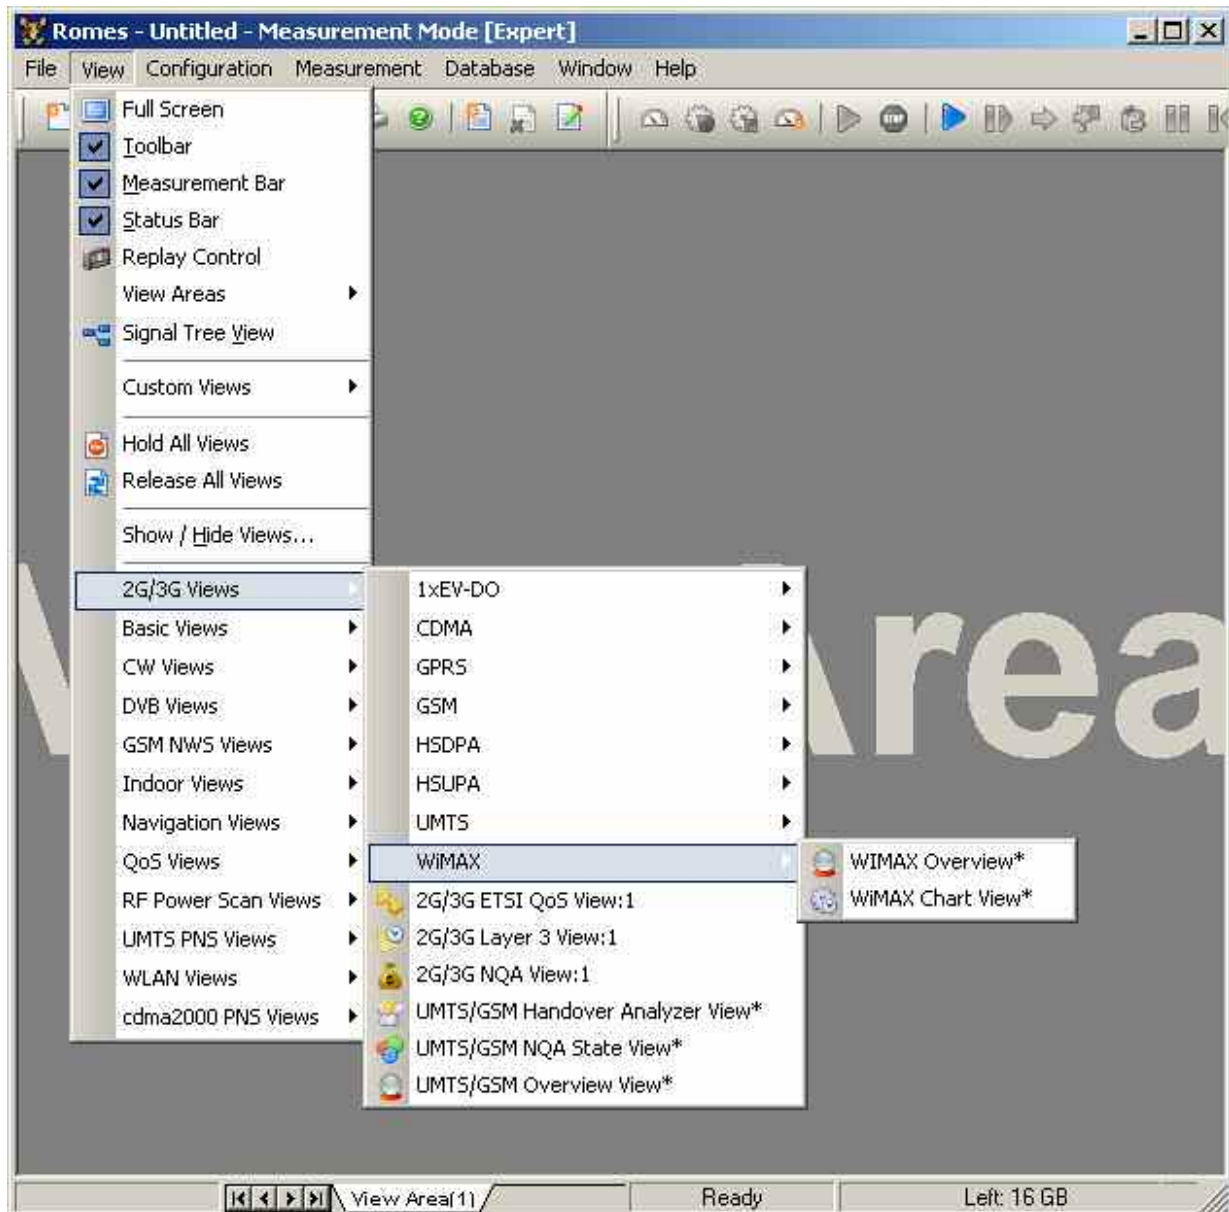 Romes - Untitled - Measurement Mode [Expert]
File View Configuration Measurement Database Window Help
Full Screen
Toolbar
Measurement Bar
Status Bar
Replay Control
View Areas
Signal Tree View
Custom Views
Hold All Views
Release All Views
Show / Hide Views...
2G/3G Views
Basic Views
CW Views
DVB Views
GSM NWS Views
Indoor Views
Navigation Views
QoS Views
RF Power Scan Views
UMTS PNS Views
WLAN Views
cdma2000 PNS Views
1xEV-DO
CDMA
GPRS
GSM
HSDPA
HSUPA
UMTS
WiMAX
2G/3G ETSI QoS View:1
2G/3G Layer 3 View:1
2G/3G NQA View:1
UMTS/GSM Handover Analyzer View*
UMTS/GSM NQA State View*
UMTS/GSM Overview View*
WIMAX Overview*
WiMAX Chart View*
Area
View Area(1)
Ready
Left: 16 GB